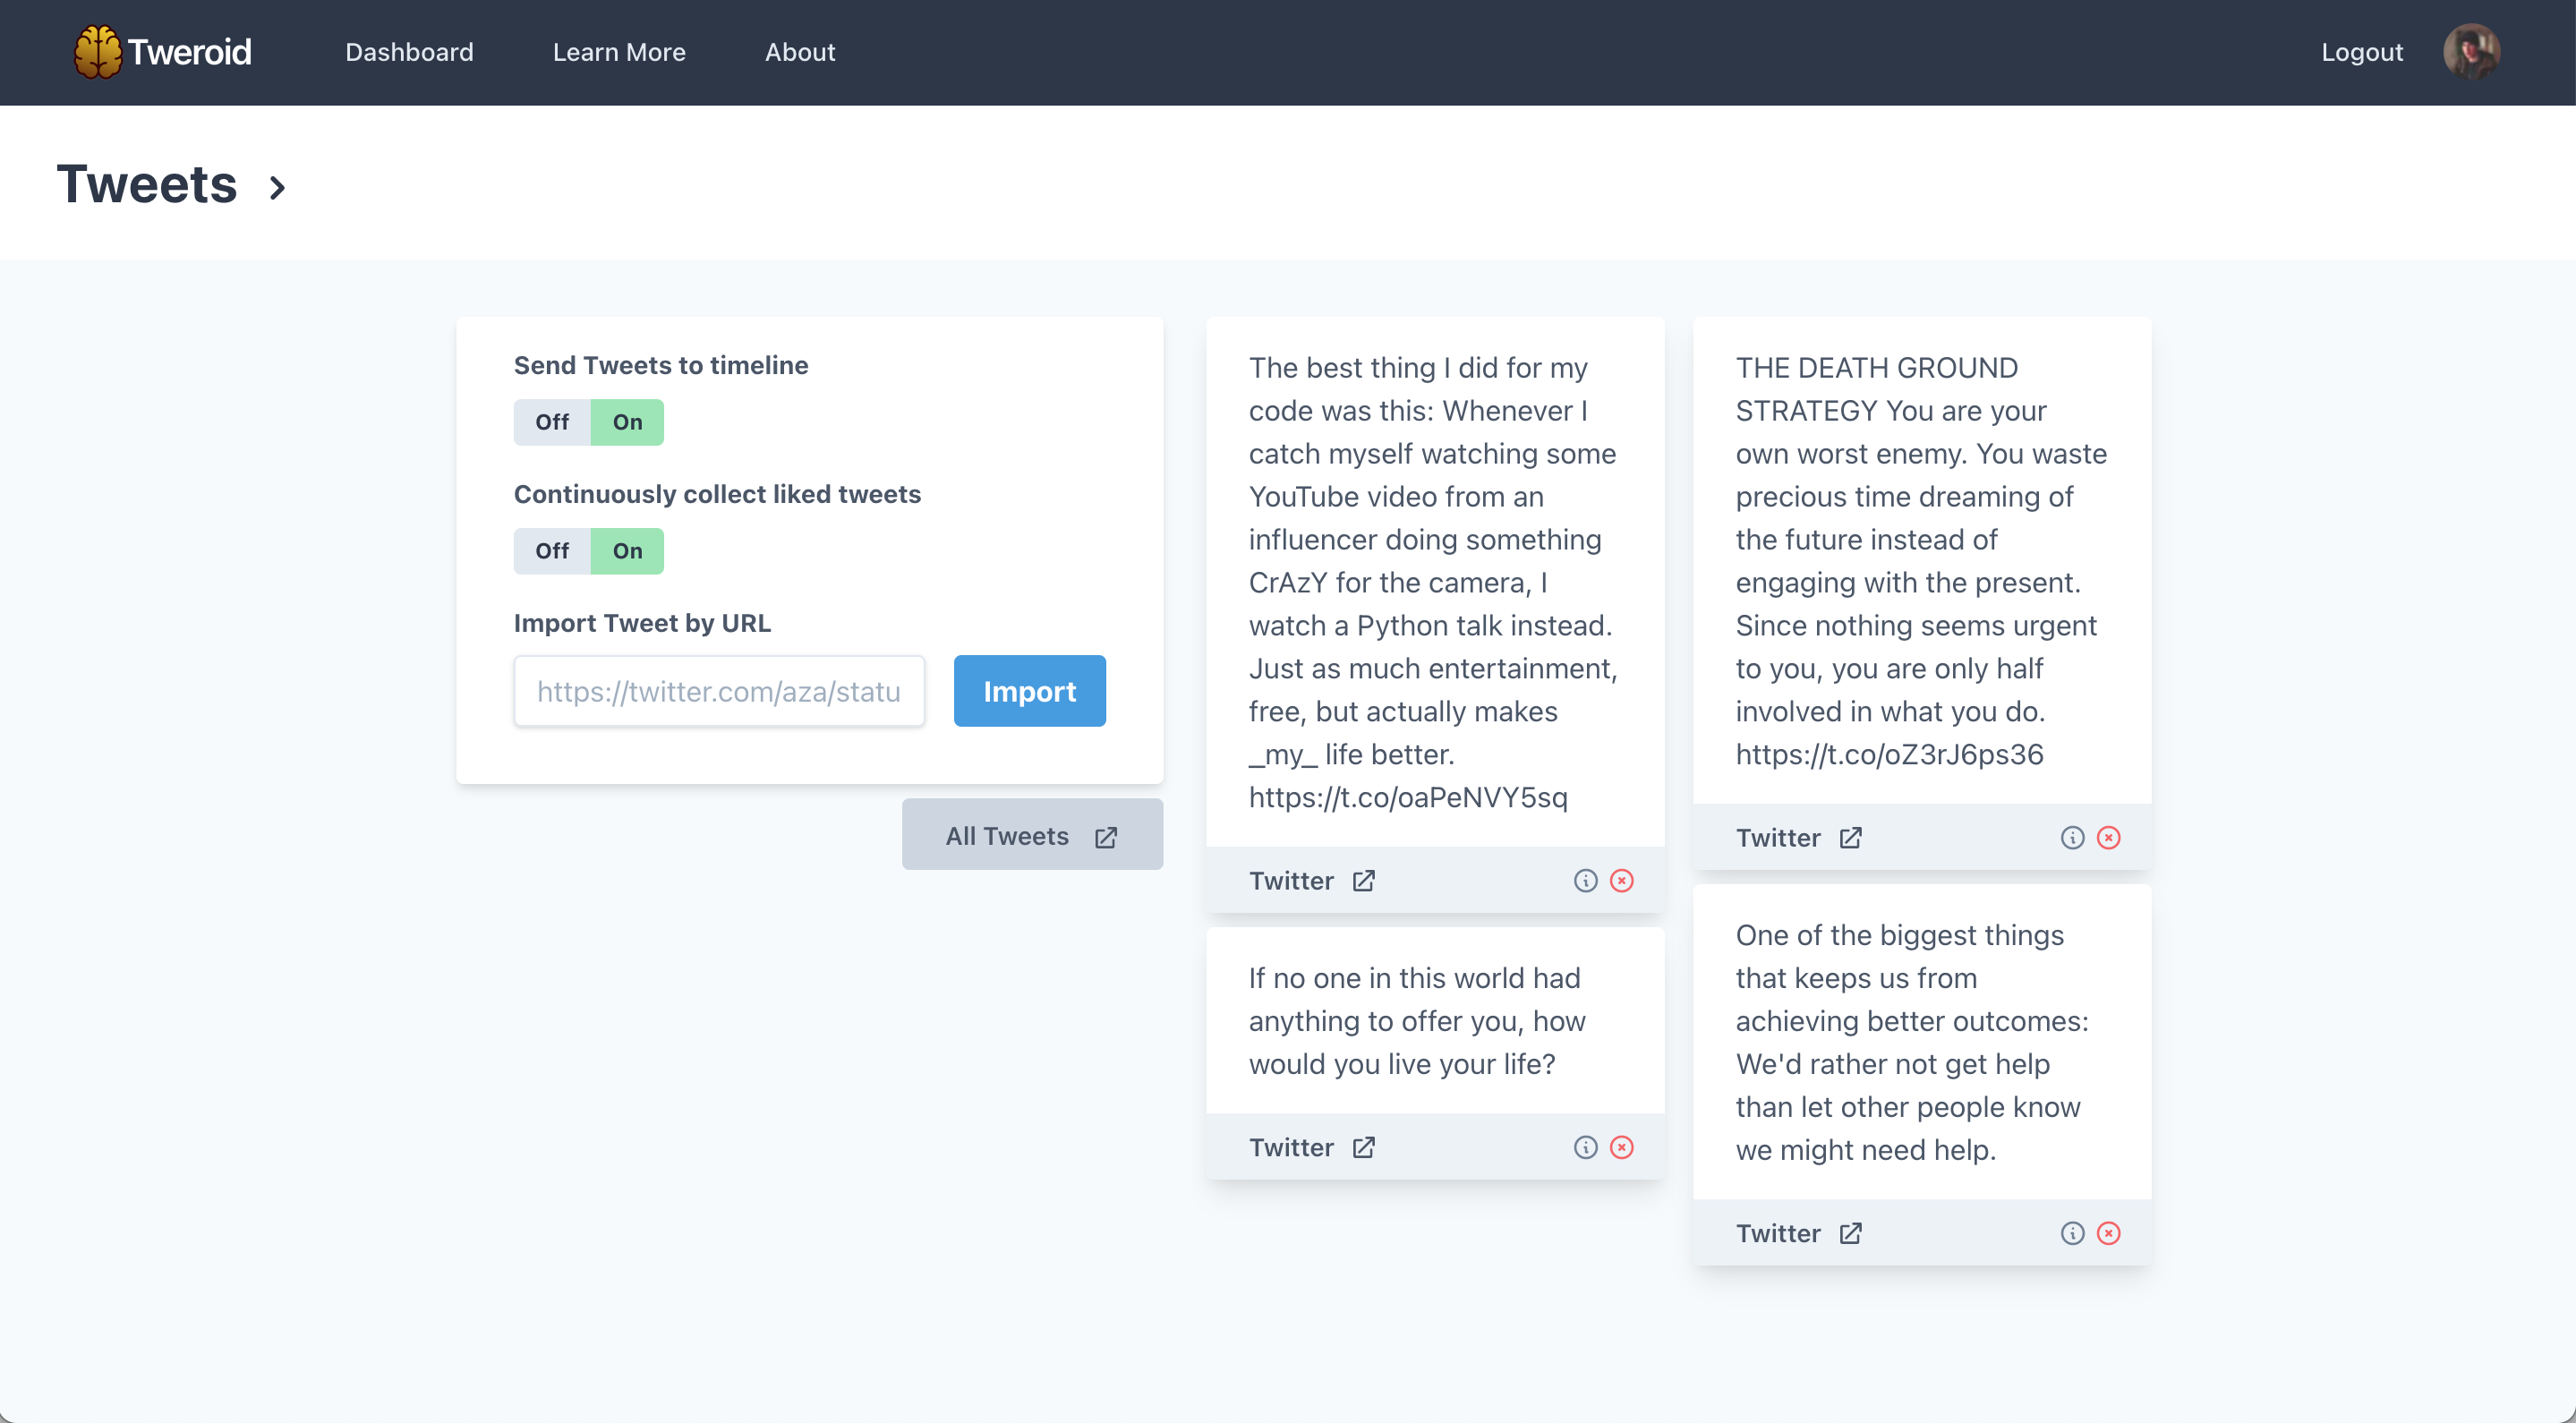 Tweroid
Dashboard
Learn More
About
Logout
Tweets
Send Tweets to timeline
Off On
Continuously collect liked tweets
Off On
Import Tweet by URL
https://twitter.com/aza/statu
Import
All Tweets
The best thing I did for my
code was this: Whenever I
catch myself watching some
YouTube video from an
influencer doing something
CrAzY for the camera, I
watch a Python talk instead.
Just as much entertainment,
free, but actually makes
_my_ life better.
https://t.co/oaPeNVY5sq
Twitter
If no one in this world had
anything to offer you, how
would you live your life?
Twitter
THE DEATH GROUND
STRATEGY You are your
own worst enemy. You waste
precious time dreaming of
the future instead of
engaging with the present.
Since nothing seems urgent
to you, you are only half
involved in what you do.
https://t.co/oZ3rJ6ps36
Twitter
One of the biggest things
that keeps us from
achieving better outcomes:
We'd rather not get help
than let other people know
we might need help.
Twitter